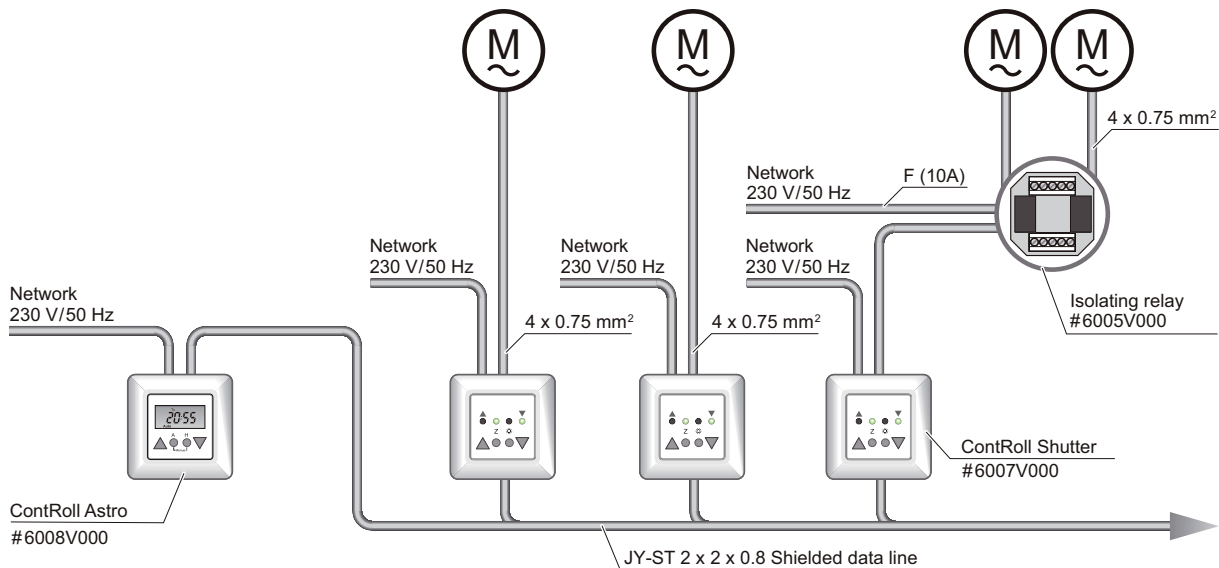 M
M
M
M
4 x 0.75 mm²
Network
230 V/50 Hz
F (10A)
Network
230 V/50 Hz
Network
230 V/50 Hz
Network
230 V/50 Hz
Isolating relay
#6005V000
Network
230 V/50 Hz
4 x 0.75 mm²
4 x 0.75 mm²
20:55
A M
Z
Z
Z
ContRoll Shutter
#6007V000
ContRoll Astro
#6008V000
JY-ST 2 x 2 x 0.8 Shielded data line